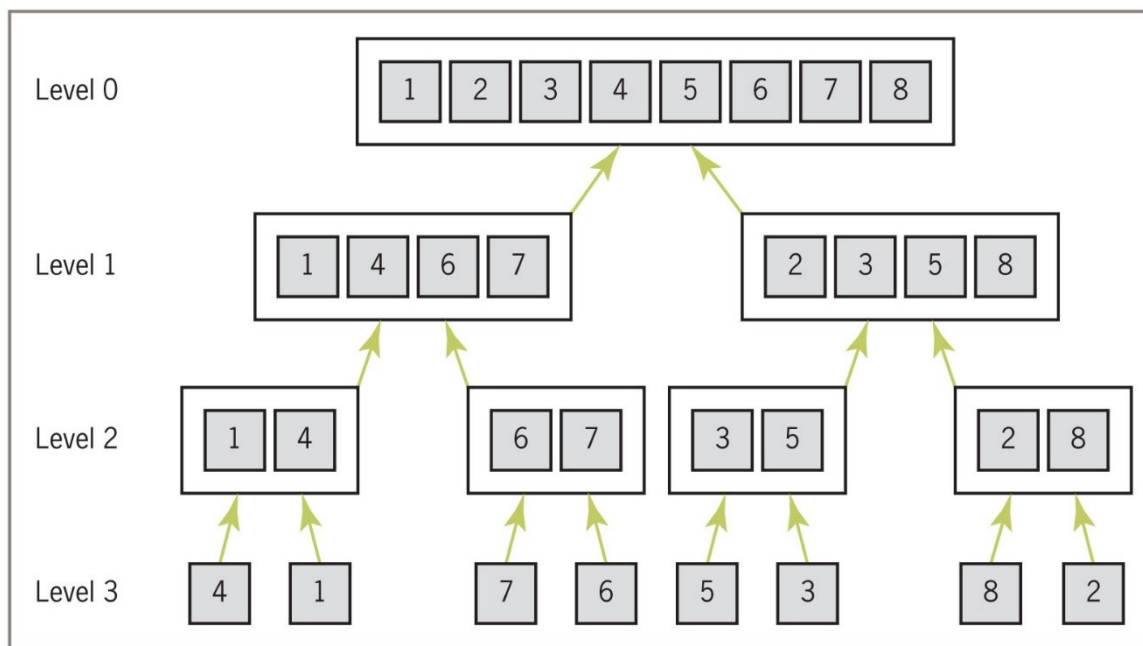 Level 0 1 2 3 4 5 6 7 8
Level 1 1 4 6 7 2 3 5 8
Level 2 1 4 6 7 3 5 2 8
Level 3 4 1 7 6 5 3 8 2